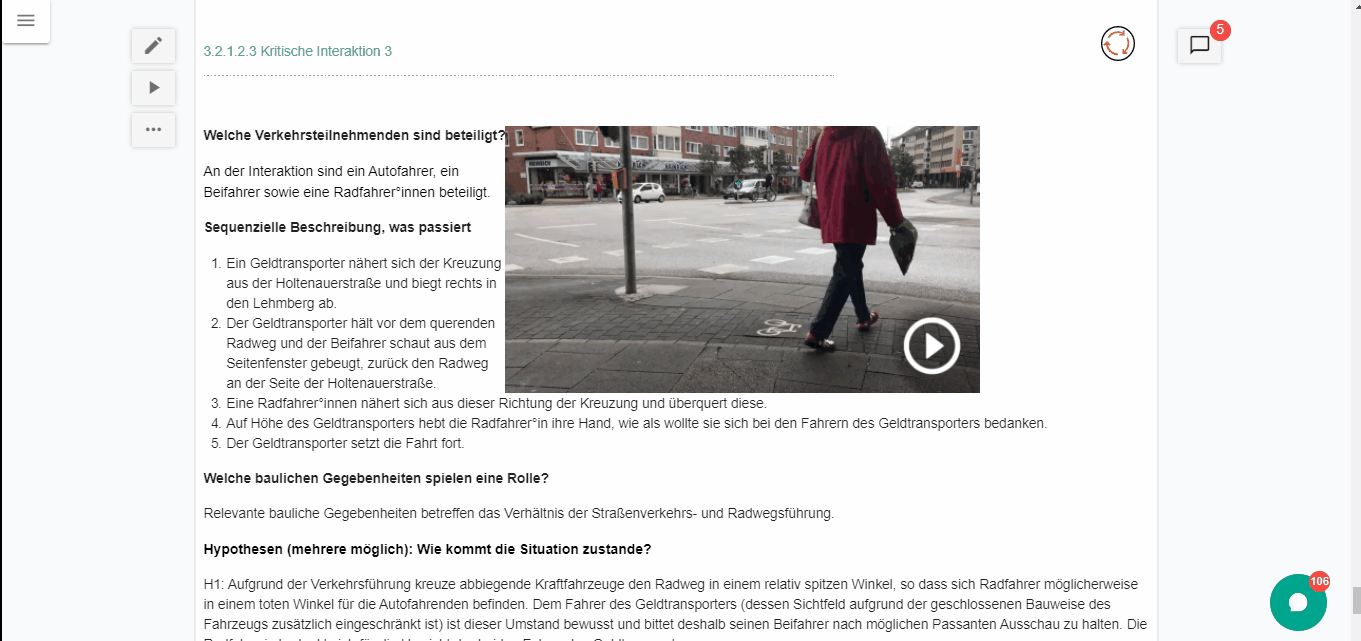 5
3.2.1.2.3 Kritische Interaktion 3
Welche Verkehrsteilnehmenden sind beteiligt?
An der Interaktion sind ein Autofahrer, ein
Beifahrer sowie eine Radfahrer°innen beteiligt.
Sequenzielle Beschreibung, was passiert
1. Ein Geldtransporter nähert sich der Kreuzung
aus der Holtenauerstraße und biegt rechts in
den Lehmberg ab.
2. Der Geldtransporter hält vor dem querenden
Radweg und der Beifahrer schaut aus dem
Seitenfenster gebeugt, zurück den Radweg
an der Seite der Holtenauerstraße.
3. Eine Radfahrer°innen nähert sich aus dieser Richtung der Kreuzung und überquert diese.
4. Auf Höhe des Geldtransporters hebt die Radfahrer°in ihre Hand, wie als wollte sie sich bei den Fahrern des Geldtransporters bedanken.
5. Der Geldtransporter setzt die Fahrt fort.
Welche baulichen Gegebenheiten spielen eine Rolle?
Relevante bauliche Gegebenheiten betreffen das Verhältnis der Straßenverkehrs- und Radwegsführung.
Hypothesen (mehrere möglich): Wie kommt die Situation zustande?
H1: Aufgrund der Verkehrsführung kreuze abbiegende Kraftfahrzeuge den Radweg in einem relativ spitzen Winkel, so dass sich Radfahrer möglicherweise
in einem toten Winkel für die Autofahrenden befinden. Dem Fahrer des Geldtransporters (dessen Sichtfeld aufgrund der geschlossenen Bauweise des
Fahrzeugs zusätzlich eingeschränkt ist) ist dieser Umstand bewusst und bittet deshalb seinen Beifahrer nach möglichen Passanten Ausschau zu halten. Die
106